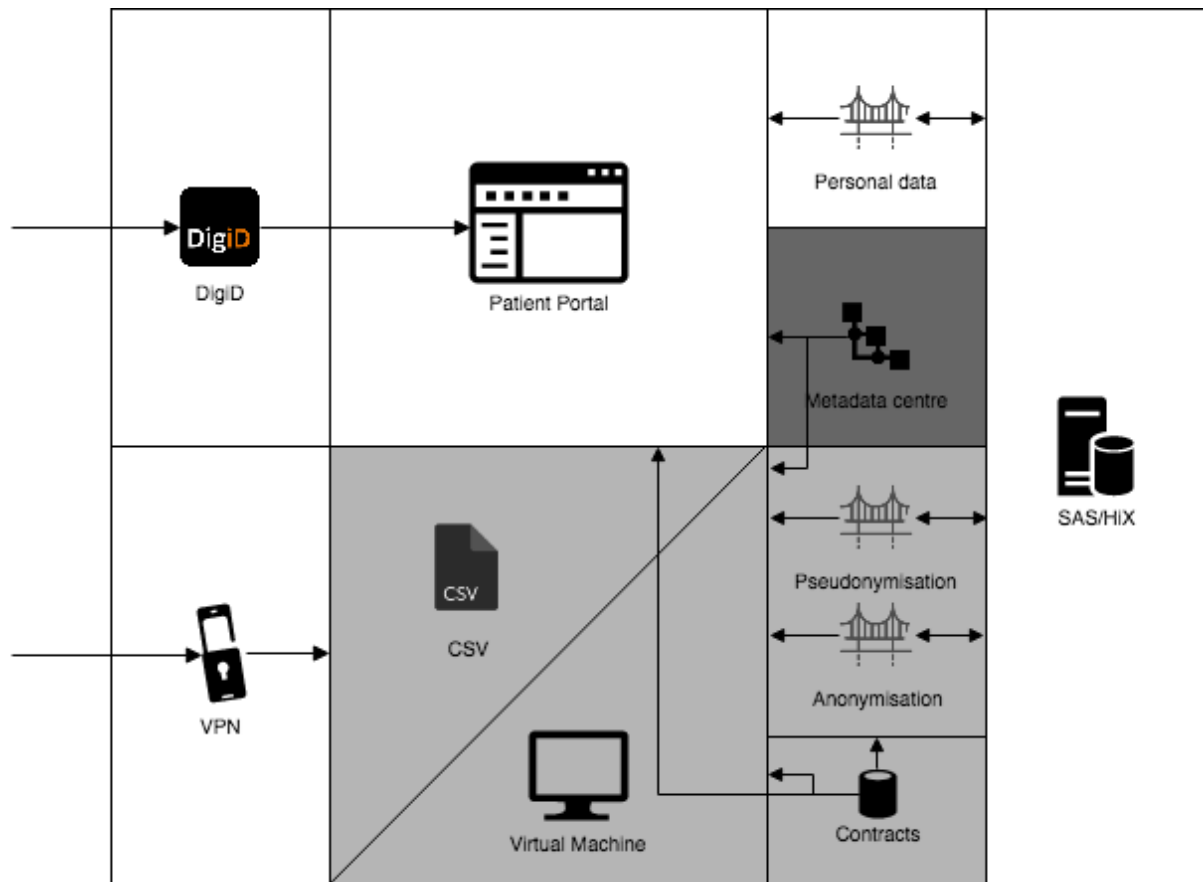 Personal data
DigiD
DigiD
Patient Portal
Metadata centre
SAS/HiX
CSV
CSV
Pseudonymisation
Anonymisation
VPN
Virtual Machine
Contracts